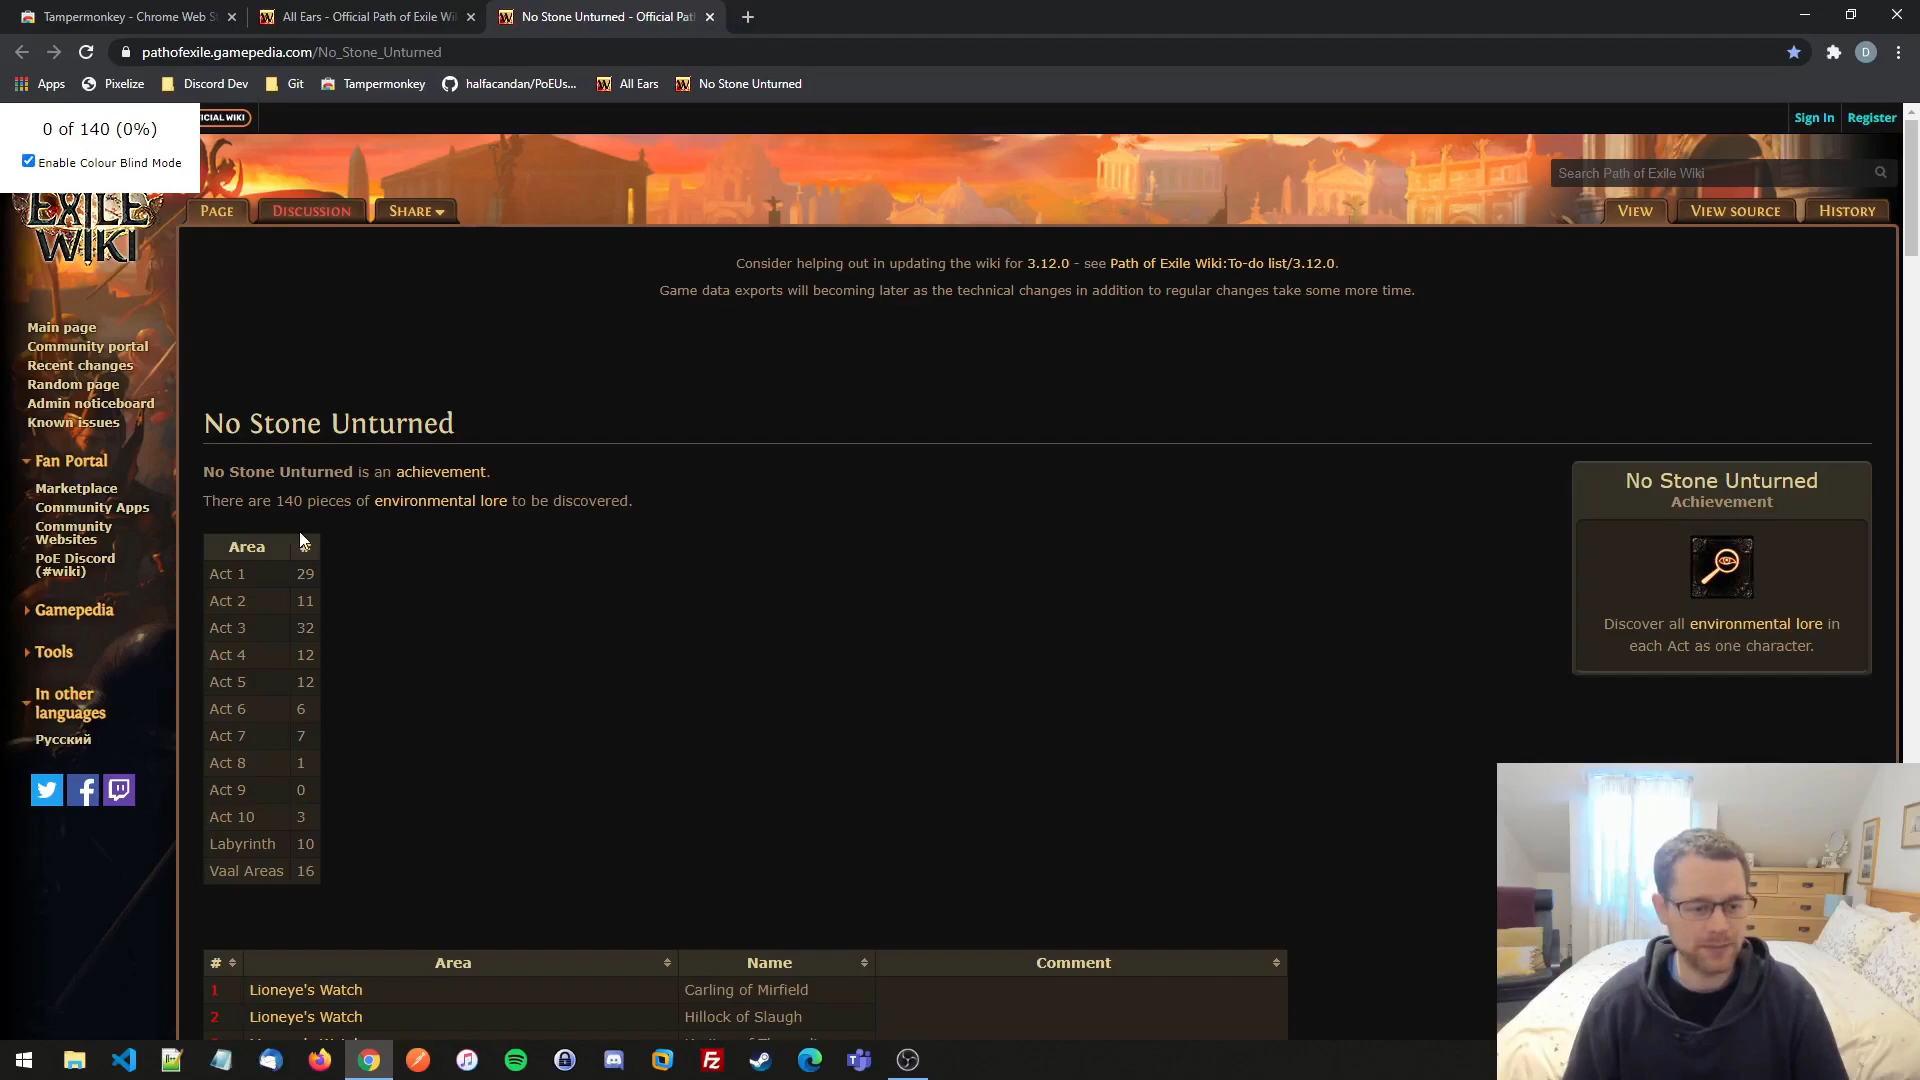 Tampermonkey - Chrome Web S
All Ears - Official Path of Exile Wi
No Stone Unturned - Official Pat
pathofexile.gamepedia.com/No_Stone_Unturned
D
Apps
Pixelize
Discord Dev
Git
Tampermonkey
halfacandan/PoEUs...
All Ears
No Stone Unturned
0 of 140 (0%)
Enable Colour Blind Mode
ICIAL WIKI
Sign In
Register
Search Path of Exile Wiki
EXILE
WIKI
PAGE
DISCUSSION
SHARE
VIEW
VIEW SOURCE
HISTORY
Consider helping out in updating the wiki for 3.12.0 - see Path of Exile Wiki:To-do list/3.12.0.
Game data exports will becoming later as the technical changes in addition to regular changes take some more time.
Main page
Community portal
Recent changes
Random page
Admin noticeboard
Known issues
Fan Portal
Marketplace
Community Apps
Community
Websites
PoE Discord
(#wiki)
Gamepedia
Tools
In other
languages
Русский
No Stone Unturned
No Stone Unturned is an achievement.
There are 140 pieces of environmental lore to be discovered.
Area
Act 1 29
Act 2 11
Act 3 32
Act 4 12
Act 5 12
Act 6 6
Act 7 7
Act 8 1
Act 9 0
Act 10 3
Labyrinth 10
Vaal Areas 16
No Stone Unturned
Achievement
Discover all environmental lore in
each Act as one character.
# Area Name Comment
1 Lioneye's Watch Carling of Mirfield
2 Lioneye's Watch Hillock of Slaugh